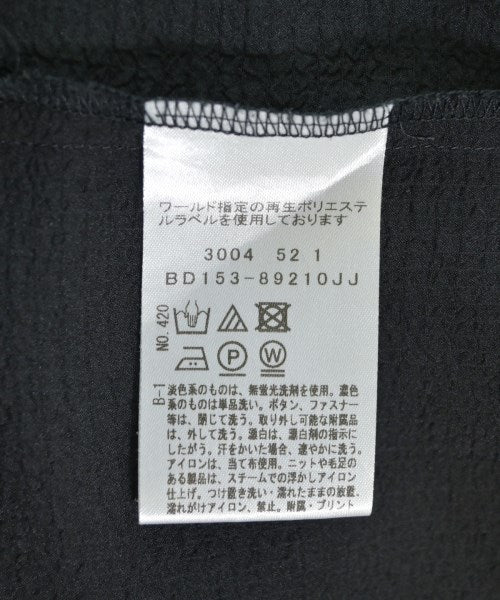 ワールド指定の再生ポリエステ
ルラベルを使用しております
3004 52 1
BD153-89210JJ
NO.420
P W
B-1
淡色系のものは、無蛍光洗剤を使用。濃色
系のものは単品洗い。ボタン、ファスナー
等は、閉じて洗う。取り外し可能な附属品
は、外して洗う。漂白は、漂白剤の指示に
したがう。汗をかいた場合、速やかに洗う。
アイロンは、当て布使用。ニットや毛足の
ある製品は、スチームでの浮かしアイロン
仕上げ。つけ置き洗い・濡れたままの放置、
濡れがけアイロン、禁止。附属・プリント